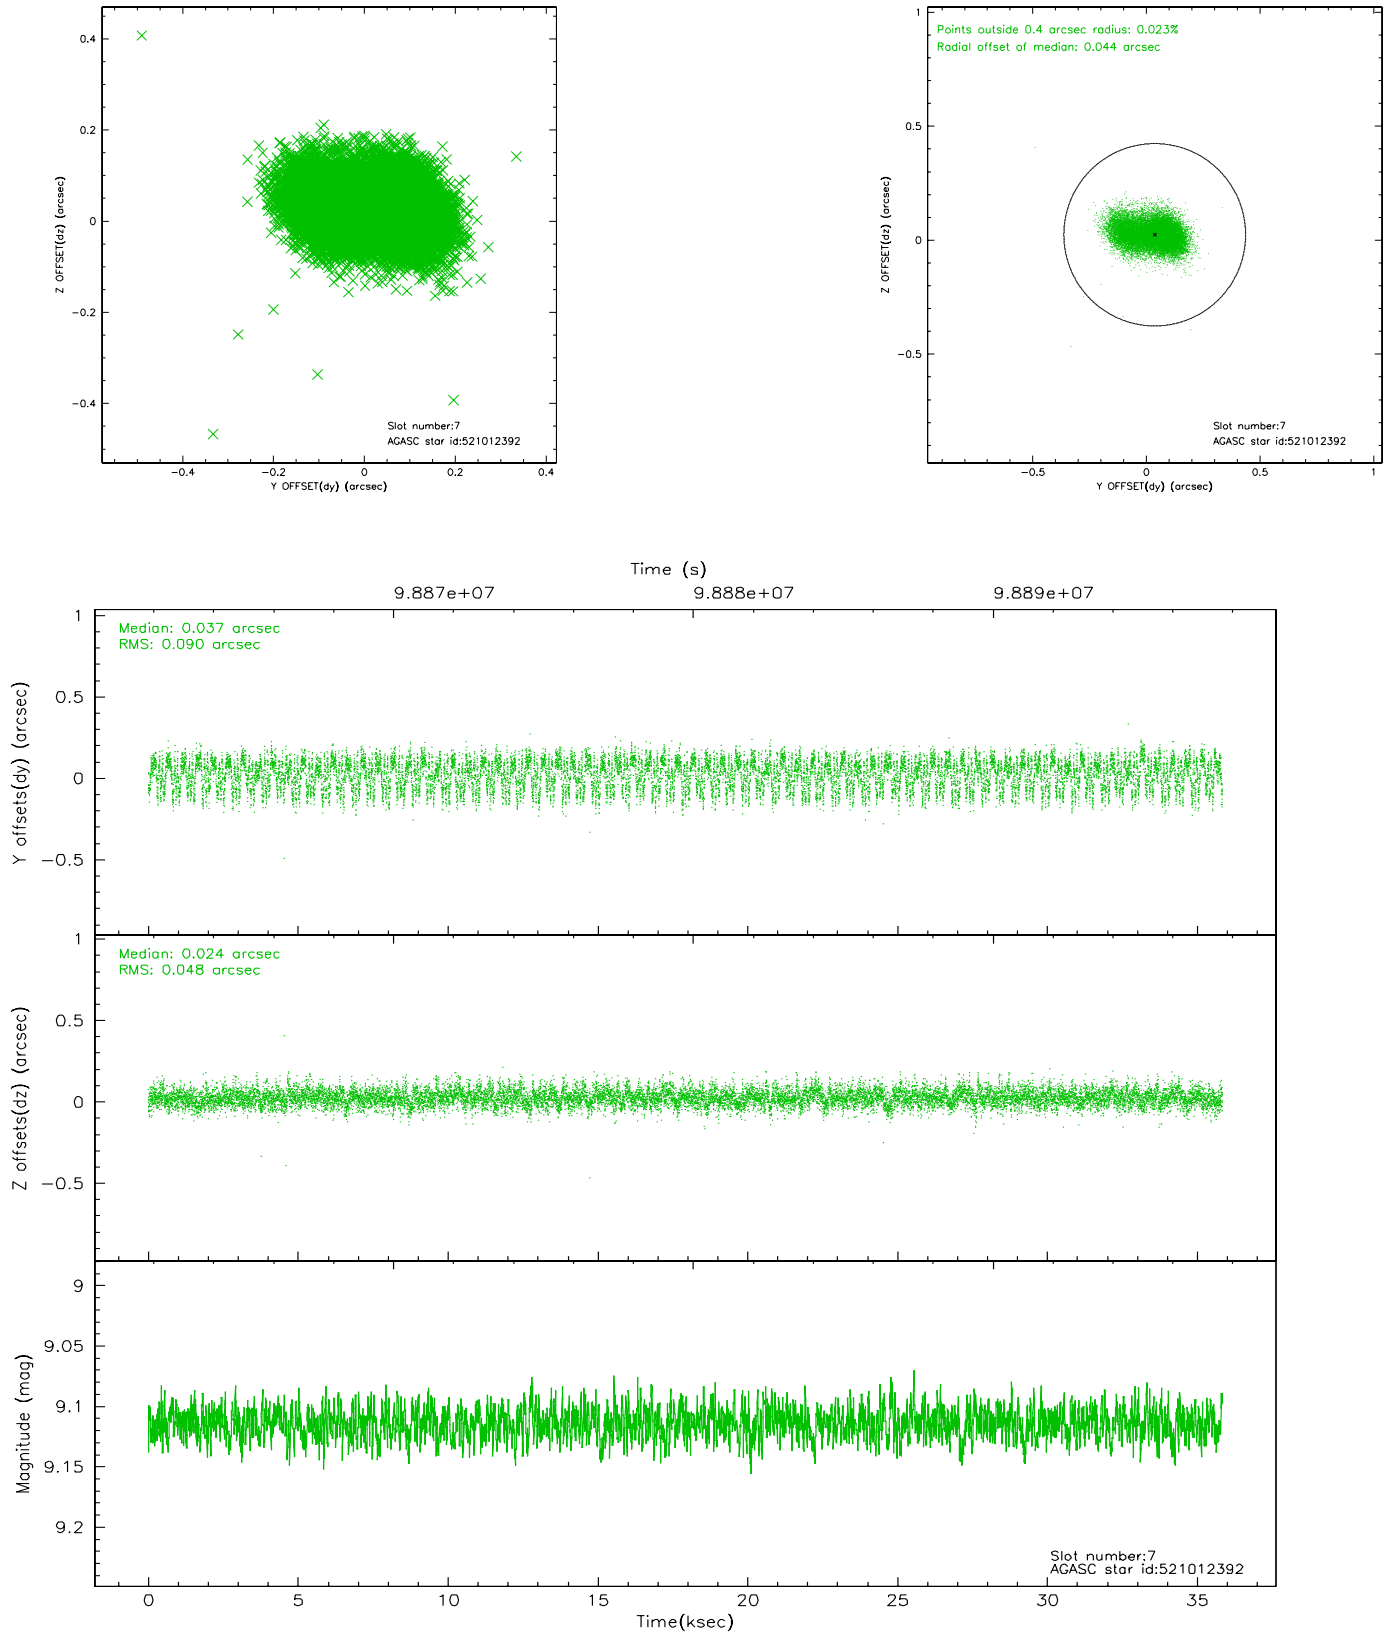 0.4
0.2
0
−0.2
−0.4
Z OFFSET(dz) (arcsec)
Slot number:7
AGASC star id:521012392
−0.4 −0.2 0 0.2 0.4
Y OFFSET(dy) (arcsec)
1
0.5
0
−0.5
Z OFFSET(dz) (arcsec)
Points outside 0.4 arcsec radius: 0.023%
Radial offset of median: 0.044 arcsec
Slot number:7
AGASC star id:521012392
−0.5 0 0.5 1
Y OFFSET(dy) (arcsec)
Time (s)
9.887e+07 9.888e+07 9.889e+07
1
0.5
0
−0.5
Y offsets(dy) (arcsec)
Median: 0.037 arcsec
RMS: 0.090 arcsec
1
0.5
0
−0.5
Z offsets(dz) (arcsec)
Median: 0.024 arcsec
RMS: 0.048 arcsec
9
9.05
9.1
9.15
9.2
Magnitude (mag)
Slot number:7
AGASC star id:521012392
0 5 10 15 20 25 30 35
Time(ksec)